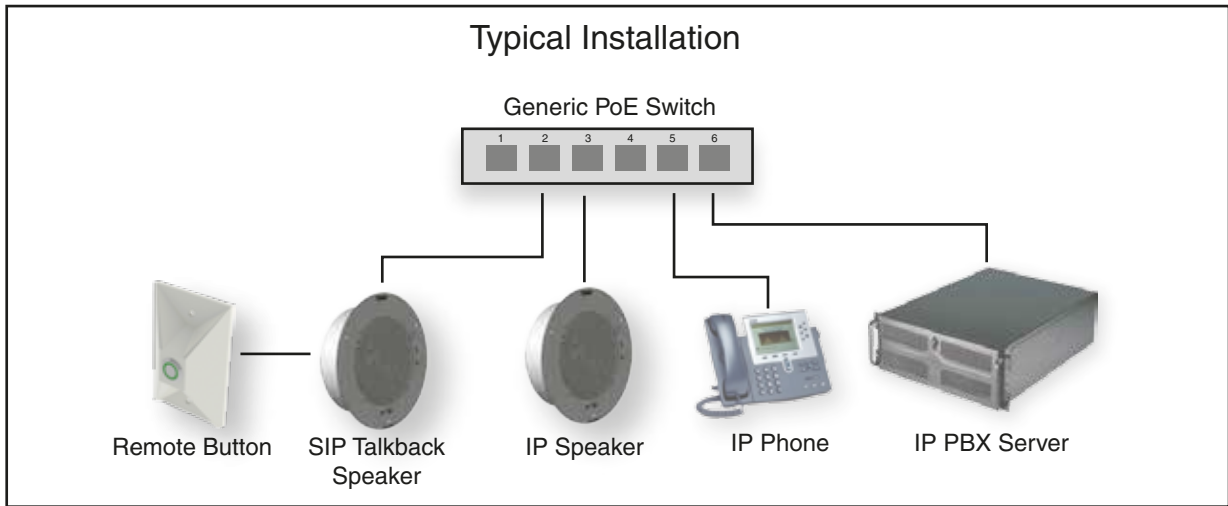 Typical Installation
Generic PoE Switch
1 2 3 4 5 6
Remote Button
SIP Talkback
Speaker
IP Speaker
IP Phone
IP PBX Server